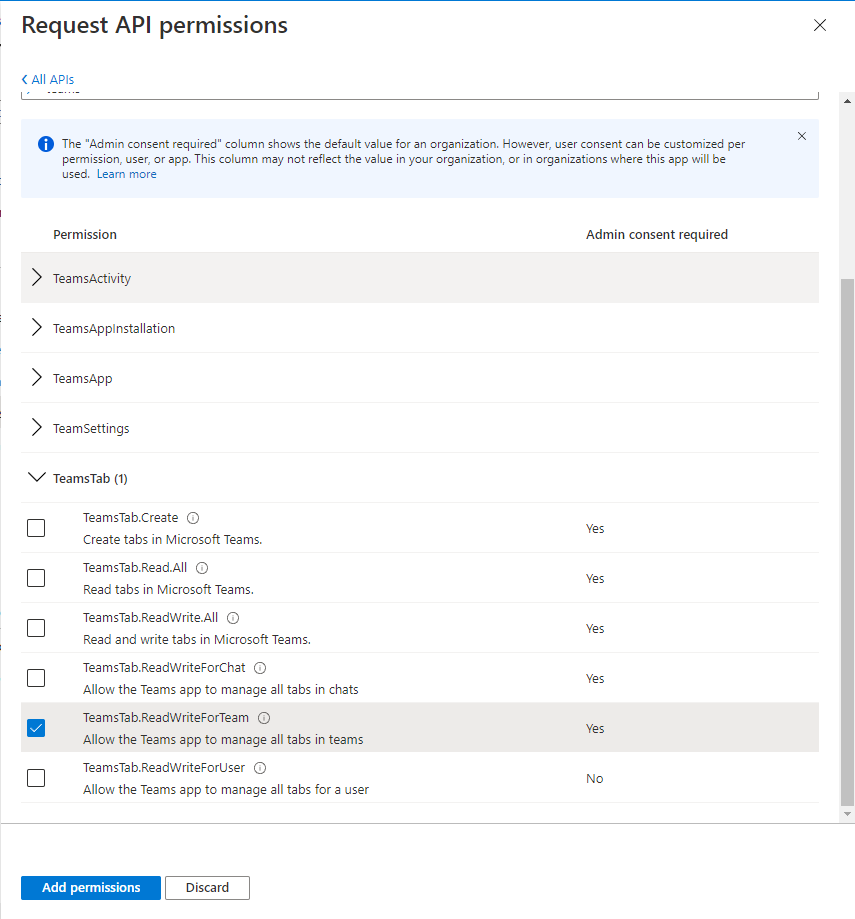 Request API permissions
All APIs
The "Admin consent required" column shows the default value for an organization. However, user consent can be customized per
permission, user, or app. This column may not reflect the value in your organization, or in organizations where this app will be
used. Learn more
Permission Admin consent required
TeamsActivity
TeamsAppInstallation
TeamsApp
TeamSettings
TeamsTab (1)
TeamsTab.Create
Create tabs in Microsoft Teams.
Yes
TeamsTab.Read.All
Read tabs in Microsoft Teams.
Yes
TeamsTab.ReadWrite.All
Read and write tabs in Microsoft Teams.
Yes
TeamsTab.ReadWriteForChat
Allow the Teams app to manage all tabs in chats
Yes
TeamsTab.ReadWriteForTeam
Allow the Teams app to manage all tabs in teams
Yes
TeamsTab.ReadWriteForUser
Allow the Teams app to manage all tabs for a user
No
Add permissions Discard